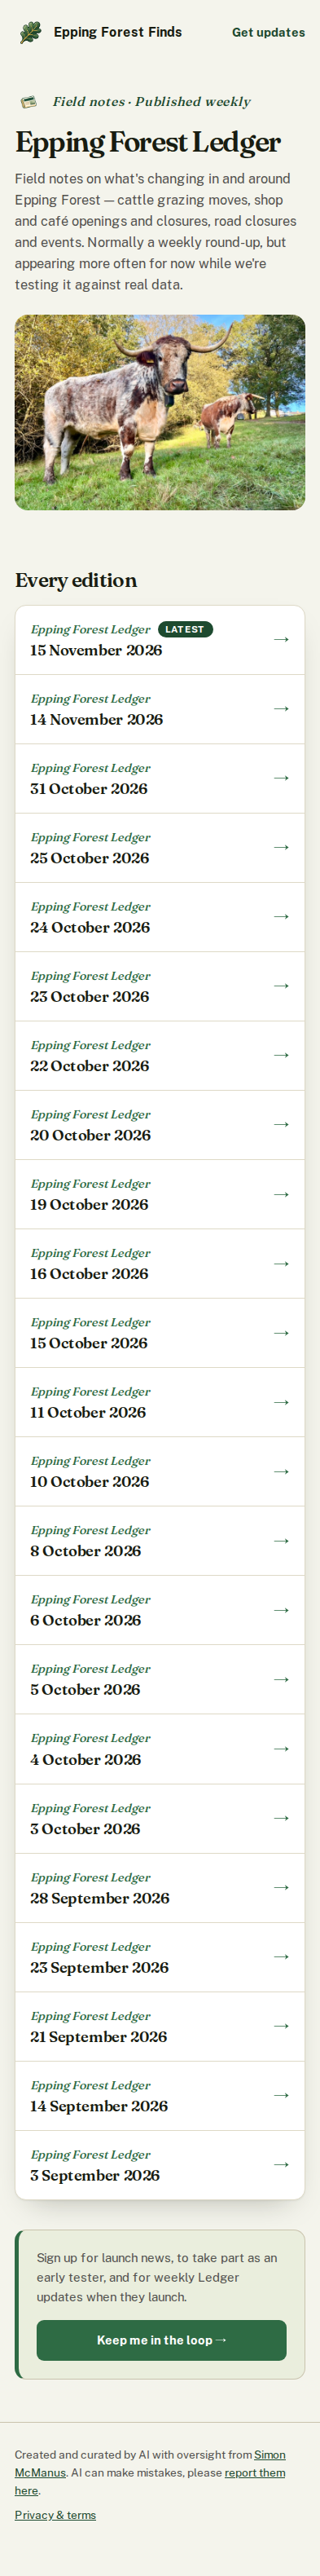 Epping Forest Finds
Get updates
Field notes · Published weekly
Epping Forest Ledger
Field notes on what's changing in and around
Epping Forest — cattle grazing moves, shop
and café openings and closures, road closures
and events. Normally a weekly round-up, but
appearing more often for now while we're
testing it against real data.
Every edition
Epping Forest Ledger LATEST
15 November 2026 →
Epping Forest Ledger
14 November 2026 →
Epping Forest Ledger
31 October 2026 →
Epping Forest Ledger
25 October 2026 →
Epping Forest Ledger
24 October 2026 →
Epping Forest Ledger
23 October 2026 →
Epping Forest Ledger
22 October 2026 →
Epping Forest Ledger
20 October 2026 →
Epping Forest Ledger
19 October 2026 →
Epping Forest Ledger
16 October 2026 →
Epping Forest Ledger
15 October 2026 →
Epping Forest Ledger
11 October 2026 →
Epping Forest Ledger
10 October 2026 →
Epping Forest Ledger
8 October 2026 →
Epping Forest Ledger
6 October 2026 →
Epping Forest Ledger
5 October 2026 →
Epping Forest Ledger
4 October 2026 →
Epping Forest Ledger
3 October 2026 →
Epping Forest Ledger
28 September 2026 →
Epping Forest Ledger
23 September 2026 →
Epping Forest Ledger
21 September 2026 →
Epping Forest Ledger
14 September 2026 →
Epping Forest Ledger
3 September 2026 →
Sign up for launch news, to take part as an
early tester, and for weekly Ledger
updates when they launch.
Keep me in the loop →
Created and curated by AI with oversight from Simon
McManus. AI can make mistakes, please report them
here.
Privacy & terms